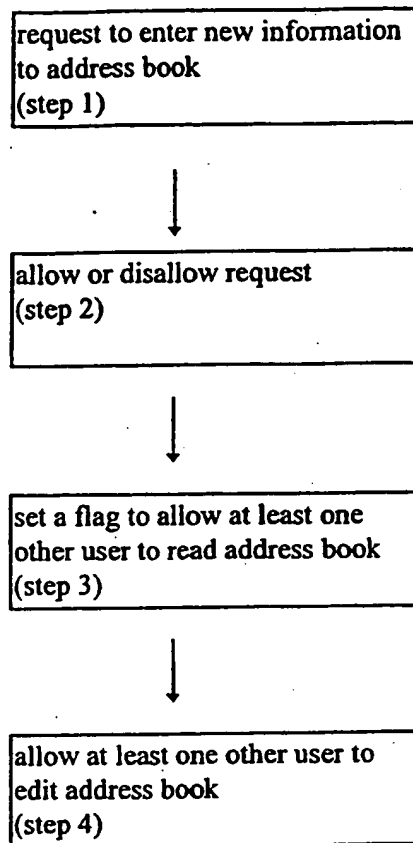 request to enter new information
to address book
(step 1)
allow or disallow request
(step 2)
set a flag to allow at least one
other user to read address book
(step 3)
allow at least one other user to
edit address book
(step 4)